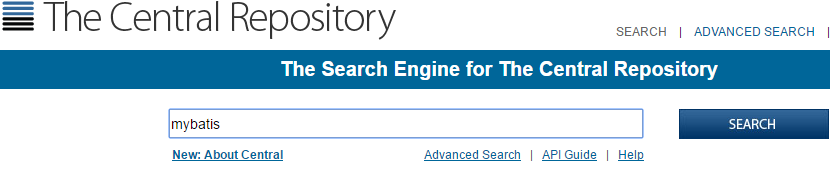 The Central Repository
SEARCH | ADVANCED SEARCH |
The Search Engine for The Central Repository
mybatis SEARCH
New: About Central Advanced Search | API Guide | Help